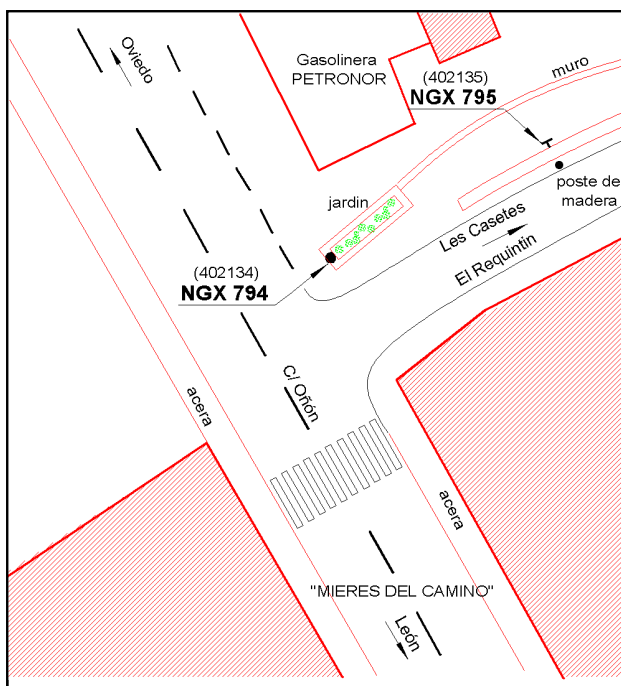 Oviedo
Gasolinera
PETRONOR
(402135)
NGX 795
muro
jardin
poste de
madera
Les Casetes
El Requintin
(402134)
NGX 794
C/ Oñón
acera
acera
"MIERES DEL CAMINO"
León